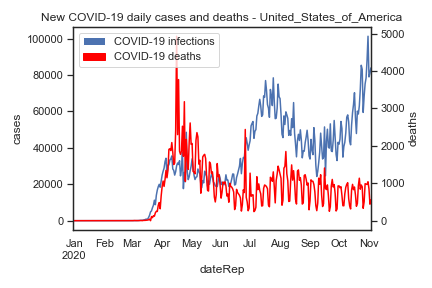 New COVID-19 daily cases and deaths - United_States_of_America
COVID-19 infections
COVID-19 deaths
100000
80000
60000
40000
20000
0
cases
5000
4000
3000
2000
1000
0
deaths
Jan Feb Mar Apr May Jun Jul Aug Sep Oct Nov
2020
dateRep